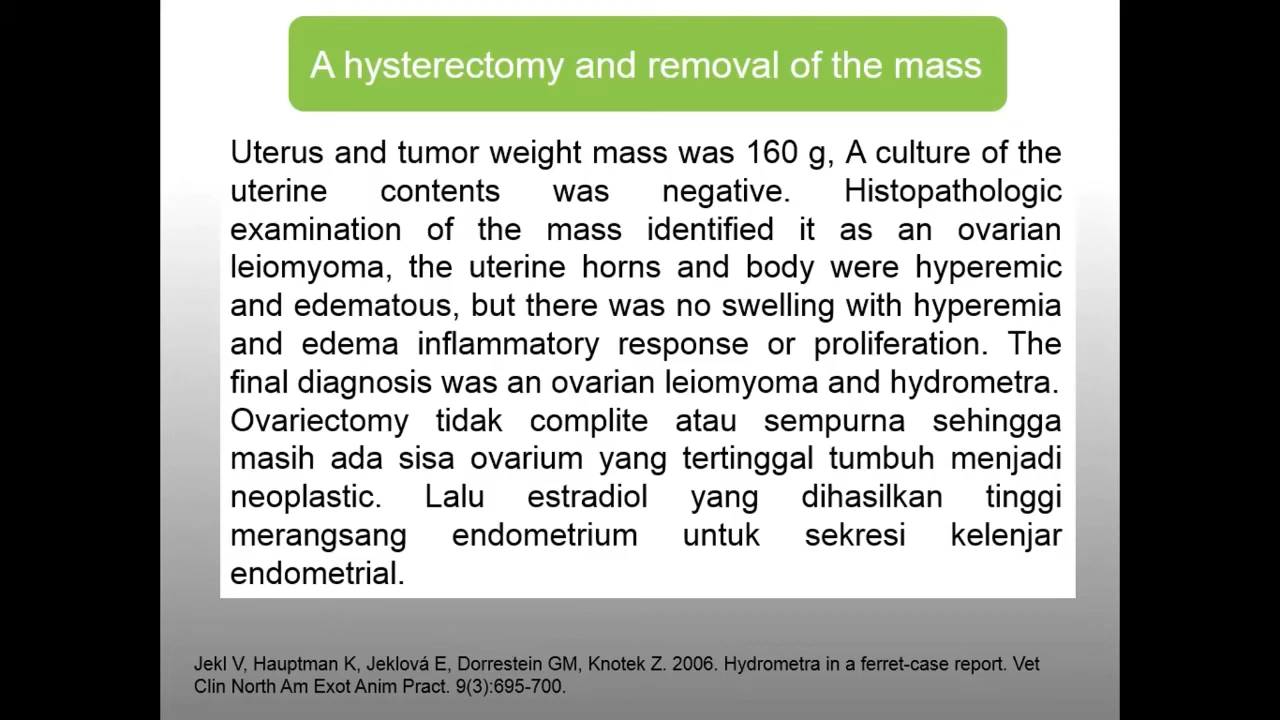 A hysterectomy and removal of the mass
Uterus and tumor weight mass was 160 g, A culture of the
uterine contents was negative. Histopathologic
examination of the mass identified it as an ovarian
leiomyoma, the uterine horns and body were hyperemic
and edematous, but there was no swelling with hyperemia
and edema inflammatory response or proliferation. The
final diagnosis was an ovarian leiomyoma and hydrometra.
Ovariectomy tidak complite atau sempurna sehingga
masih ada sisa ovarium yang tertinggal tumbuh menjadi
neoplastic. Lalu estradiol yang dihasilkan tinggi
merangsang endometrium untuk sekresi kelenjar
endometrial.
Jekl V, Hauptman K, Jeklová E, Dorrestein GM, Knotek Z. 2006. Hydrometra in a ferret-case report. Vet
Clin North Am Exot Anim Pract. 9(3):695-700.